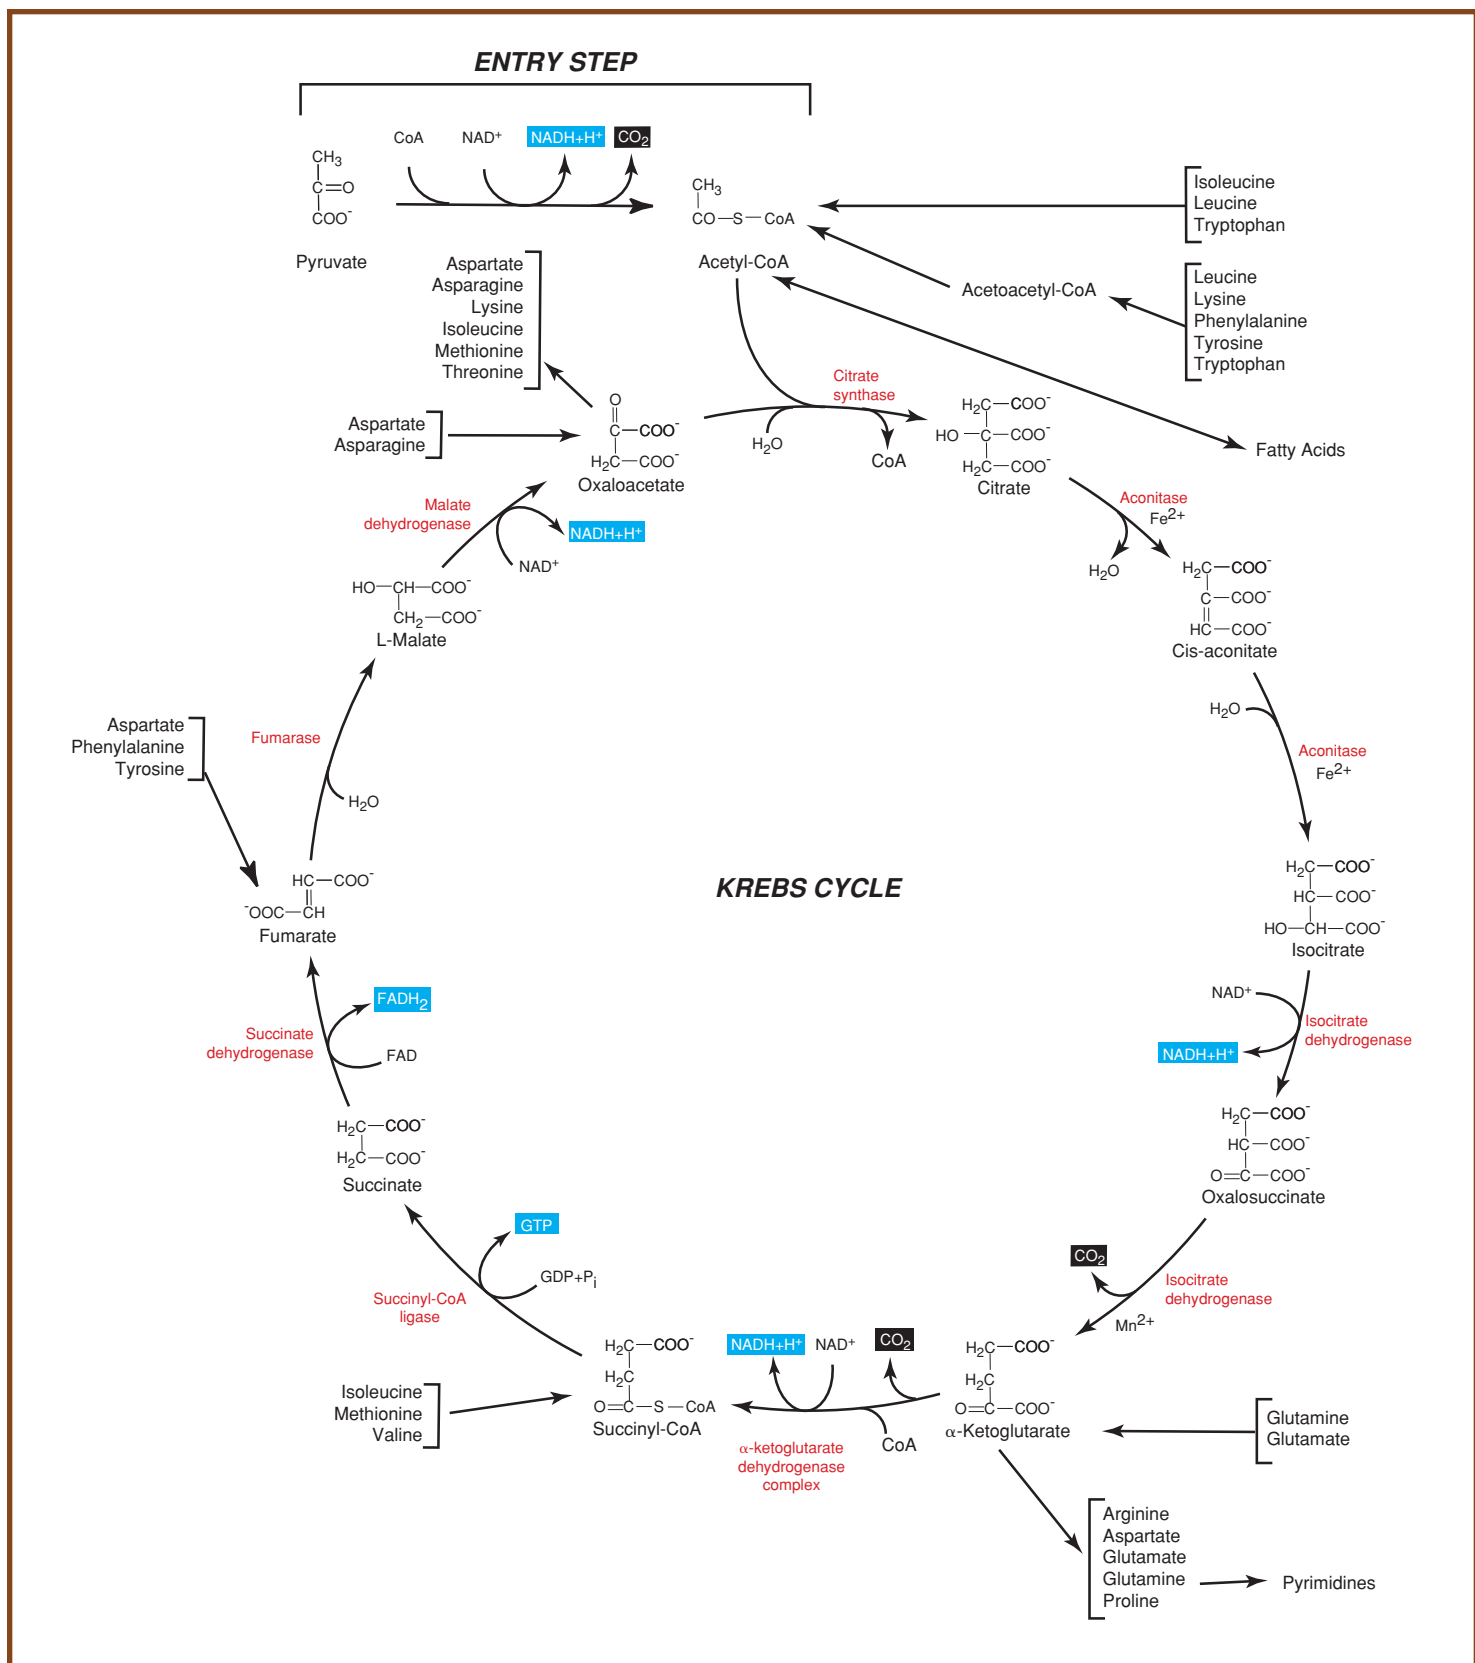 ENTRY STEP
CoA
NAD+
NADH+H+
CO2
CH3
C=O
COO-
Pyruvate
CH3
CO—S—CoA
Acetyl-CoA
Isoleucine
Leucine
Tryptophan
Acetoacetyl-CoA
Leucine
Lysine
Phenylalanine
Tyrosine
Tryptophan
Fatty Acids
Aspartate
Asparagine
Lysine
Isoleucine
Methionine
Threonine
Aspartate
Asparagine
O
C—COO-
H2C—COO-
Oxaloacetate
H2O
Citrate
synthase
CoA
H2C—COO-
HO—C—COO-
H2C—COO-
Citrate
Aconitase
Fe2+
H2O
H2C—COO-
C—COO-
HC—COO-
Cis-aconitate
H2O
Aconitase
Fe2+
H2C—COO-
HC—COO-
HO—CH—COO-
Isocitrate
NAD+
Isocitrate
dehydrogenase
NADH+H+
H2C—COO-
HC—COO-
O=C—COO-
Oxalosuccinate
CO2
Isocitrate
dehydrogenase
Mn2+
H2C—COO-
H2C
O=C—COO-
α-Ketoglutarate
Glutamine
Glutamate
Arginine
Aspartate
Glutamate
Glutamine
Proline
Pyrimidines
CO2
NAD+
NADH+H+
CoA
α-ketoglutarate
dehydrogenase
complex
H2C—COO-
H2C
O=C—S—CoA
Succinyl-CoA
Isoleucine
Methionine
Valine
GTP
GDP+Pi
Succinyl-CoA
ligase
H2C—COO-
H2C—COO-
Succinate
FADH2
Succinate
dehydrogenase
FAD
HC—COO-
-OOC—CH
Fumarate
Aspartate
Phenylalanine
Tyrosine
Fumarase
H2O
HO—CH—COO-
CH2—COO-
L-Malate
Malate
dehydrogenase
NADH+H+
NAD+
KREBS CYCLE